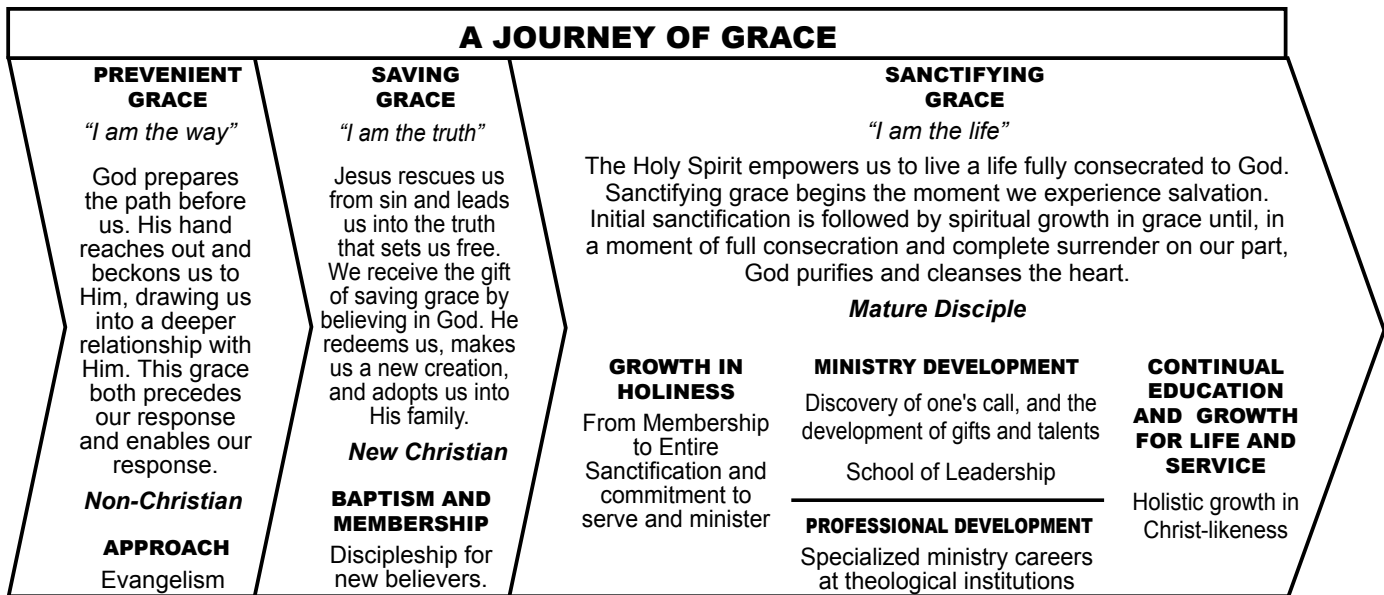 A JOURNEY OF GRACE
PREVENIENT
GRACE
“I am the way”
God prepares
the path before
us. His hand
reaches out and
beckons us to
Him, drawing us
into a deeper
relationship with
Him. This grace
both precedes
our response
and enables our
response.
Non-Christian
APPROACH
Evangelism
SAVING
GRACE
“I am the truth”
Jesus rescues us
from sin and leads
us into the truth
that sets us free.
We receive the gift
of saving grace by
believing in God. He
redeems us, makes
us a new creation,
and adopts us into
His family.
New Christian
BAPTISM AND
MEMBERSHIP
Discipleship for
new believers.
SANCTIFYING
GRACE
“I am the life”
The Holy Spirit empowers us to live a life fully consecrated to God.
Sanctifying grace begins the moment we experience salvation.
Initial sanctification is followed by spiritual growth in grace until, in
a moment of full consecration and complete surrender on our part,
God purifies and cleanses the heart.
Mature Disciple
GROWTH IN
HOLINESS
From Membership
to Entire
Sanctification and
commitment to
serve and minister
MINISTRY DEVELOPMENT
Discovery of one's call, and the
development of gifts and talents
School of Leadership
PROFESSIONAL DEVELOPMENT
Specialized ministry careers
at theological institutions
CONTINUAL
EDUCATION
AND GROWTH
FOR LIFE AND
SERVICE
Holistic growth in
Christ-likeness